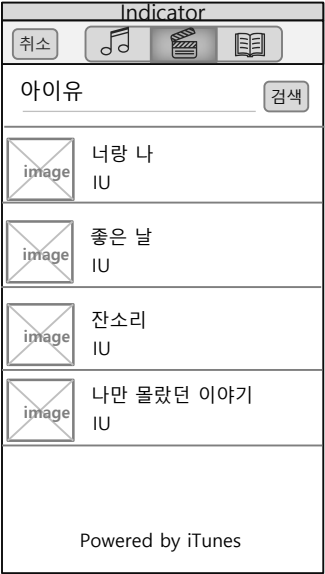 Indicator
취소
아이유
검색
image
너랑 나
IU
image
좋은 날
IU
image
잔소리
IU
image
나만 몰랐던 이야기
IU
Powered by iTunes